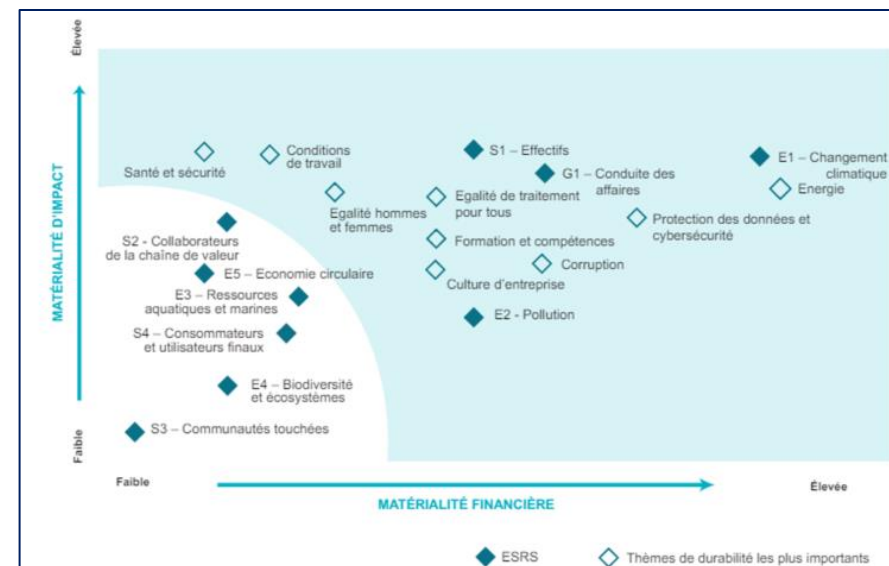 Élevée
MATÉRIALITÉ D'IMPACT
Faible
Santé et sécurité
Conditions
de travail
S1 – Effectifs
E1 – Changement
climatique
G1 – Conduite des
affaires
Energie
Egalité hommes
et femmes
Egalité de traitement
pour tous
Protection des données et
cybersécurité
S2 - Collaborateurs
de la chaîne de valeur
Formation et compétences
E5 – Economie circulaire
Corruption
Culture d'entreprise
E3 – Ressources
aquatiques et marines
E2 - Pollution
S4 – Consommateurs
et utilisateurs finaux
E4 – Biodiversité
et écosystèmes
S3 – Communautés touchées
Faible
MATÉRIALITÉ FINANCIÈRE
Élevée
ESRS
Thèmes de durabilité les plus importants